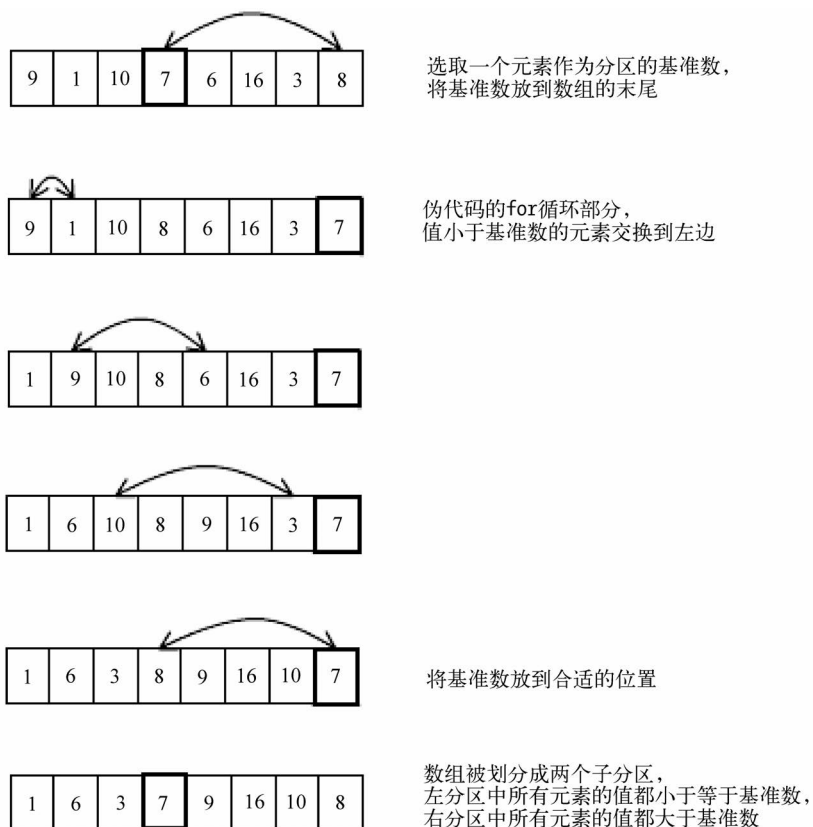 9 1 10 7 6 16 3 8
选取一个元素作为分区的基准数，
将基准数放到数组的末尾
9 1 10 8 6 16 3 7
伪代码的for循环部分，
值小于基准数的元素交换到左边
1 9 10 8 6 16 3 7
1 6 10 8 9 16 3 7
1 6 3 8 9 16 10 7
将基准数放到合适的位置
1 6 3 7 9 16 10 8
数组被划分成两个子分区，
左分区中所有元素的值都小于等于基准数，
右分区中所有元素的值都大于基准数